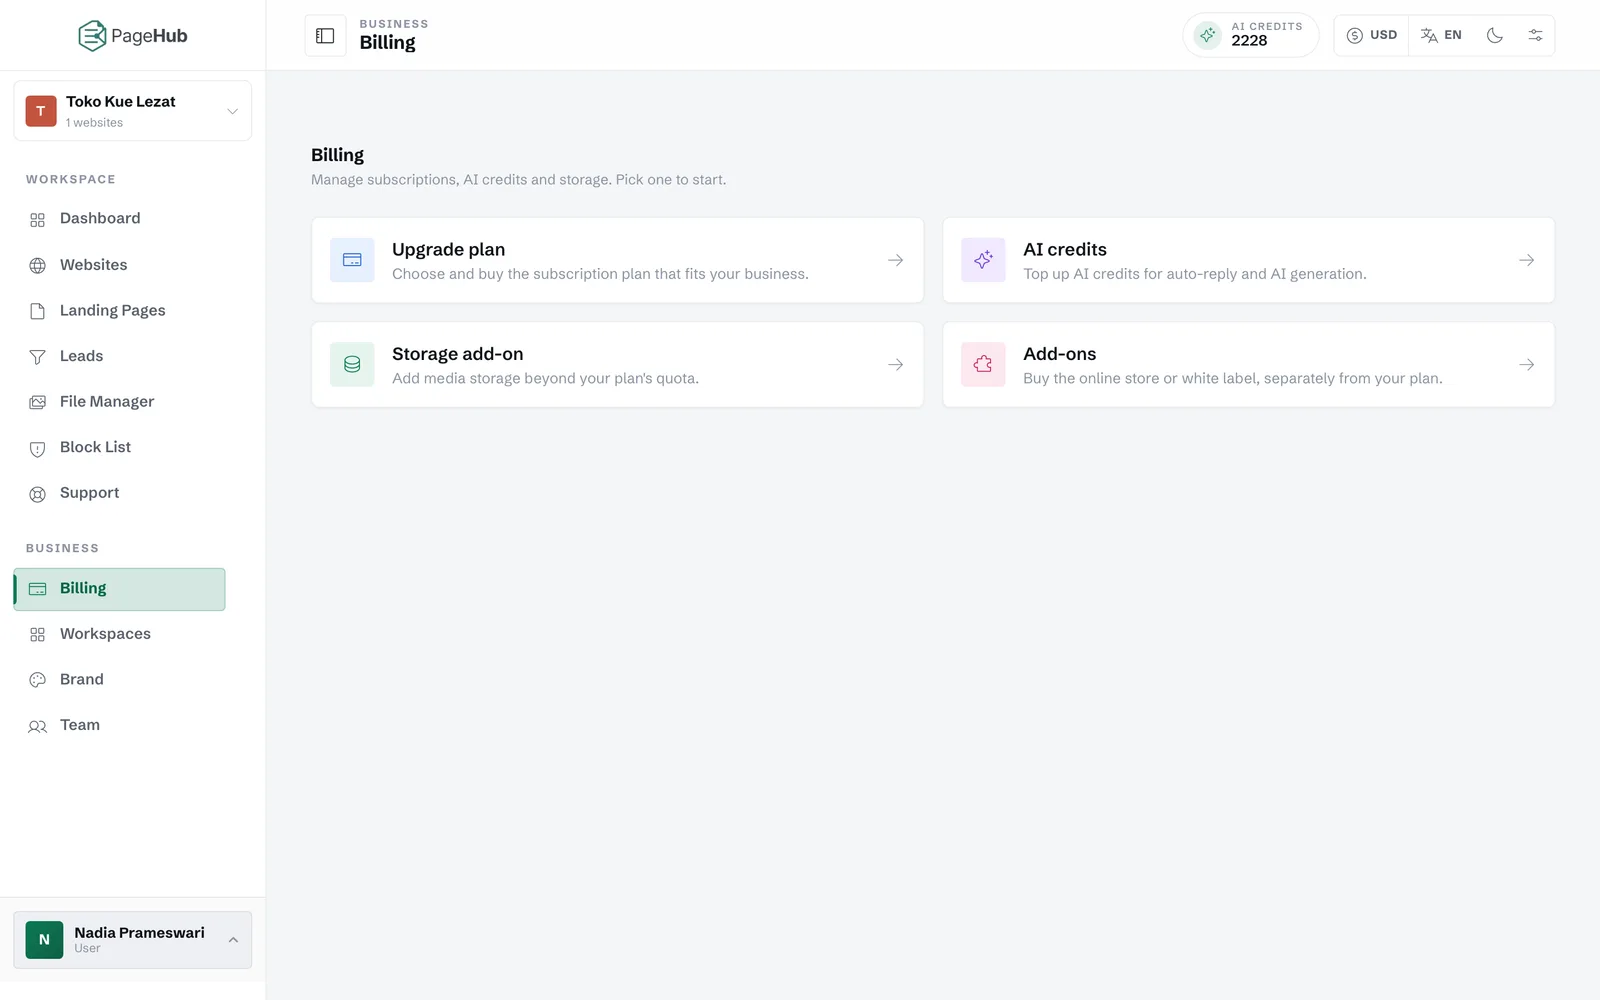 PageHub
BUSINESS
Billing
AI CREDITS
2228
USD
EN
T
Toko Kue Lezat
1 websites
WORKSPACE
Dashboard
Websites
Landing Pages
Leads
File Manager
Block List
Support
BUSINESS
Billing
Workspaces
Brand
Team
N
Nadia Prameswari
User
Billing
Manage subscriptions, AI credits and storage. Pick one to start.
Upgrade plan
Choose and buy the subscription plan that fits your business.
AI credits
Top up AI credits for auto-reply and AI generation.
Storage add-on
Add media storage beyond your plan's quota.
Add-ons
Buy the online store or white label, separately from your plan.